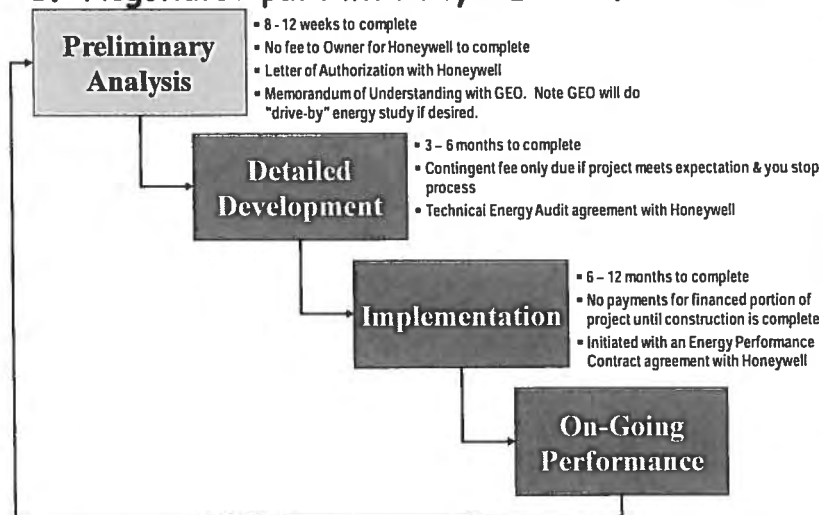 Preliminary
Analysis
▪ 8 - 12 weeks to complete
▪ No fee to Owner for Honeywell to complete
▪ Letter of Authorization with Honeywell
▪ Memorandum of Understanding with GEO. Note GEO will do
"drive-by" energy study if desired.
Detailed
Development
▪ 3 – 6 months to complete
▪ Contingent fee only due if project meets expectation & you stop
process
▪ Technical Energy Audit agreement with Honeywell
Implementation
▪ 6 – 12 months to complete
▪ No payments for financed portion of
project until construction is complete
▪ Initiated with an Energy Performance
Contract agreement with Honeywell
On-Going
Performance